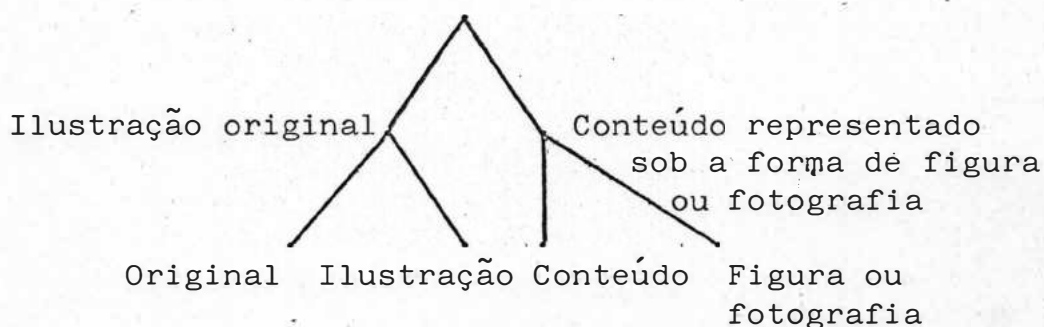 Ilustração original
Conteúdo representado
sob a forma de figura
ou fotografia
Original Ilustração Conteúdo Figura ou
fotografia